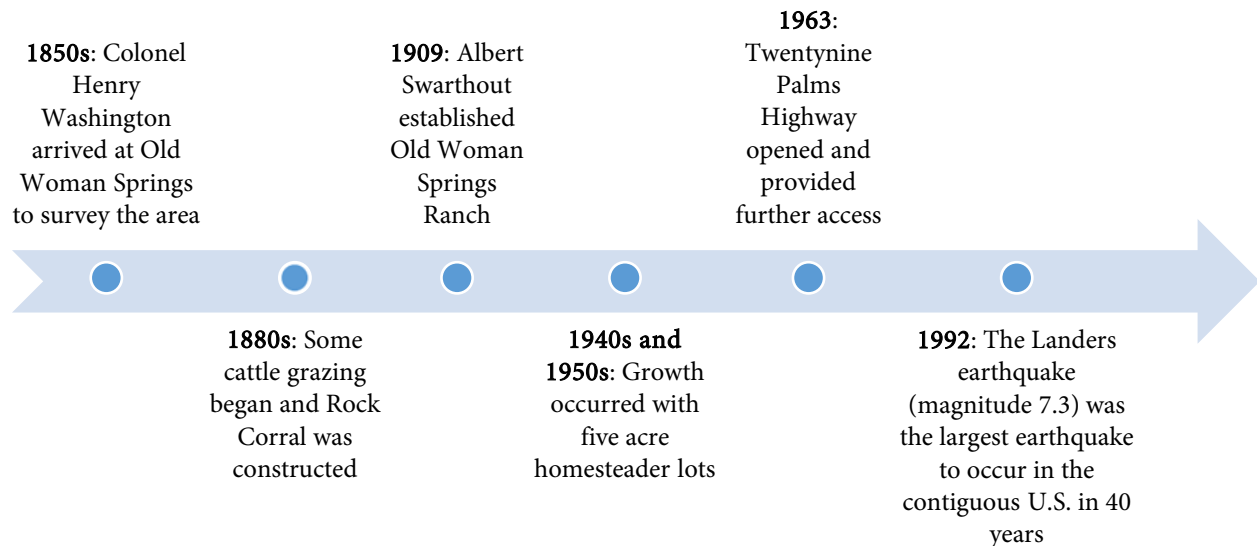 1850s: Colonel
Henry
Washington
arrived at Old
Woman Springs
to survey the area
1880s: Some
cattle grazing
began and Rock
Corral was
constructed
1909: Albert
Swarthout
established
Old Woman
Springs
Ranch
1940s and
1950s: Growth
occurred with
five acre
homesteader lots
1963:
Twentynine
Palms
Highway
opened and
provided
further access
1992: The Landers
earthquake
(magnitude 7.3) was
the largest earthquake
to occur in the
contiguous U.S. in 40
years